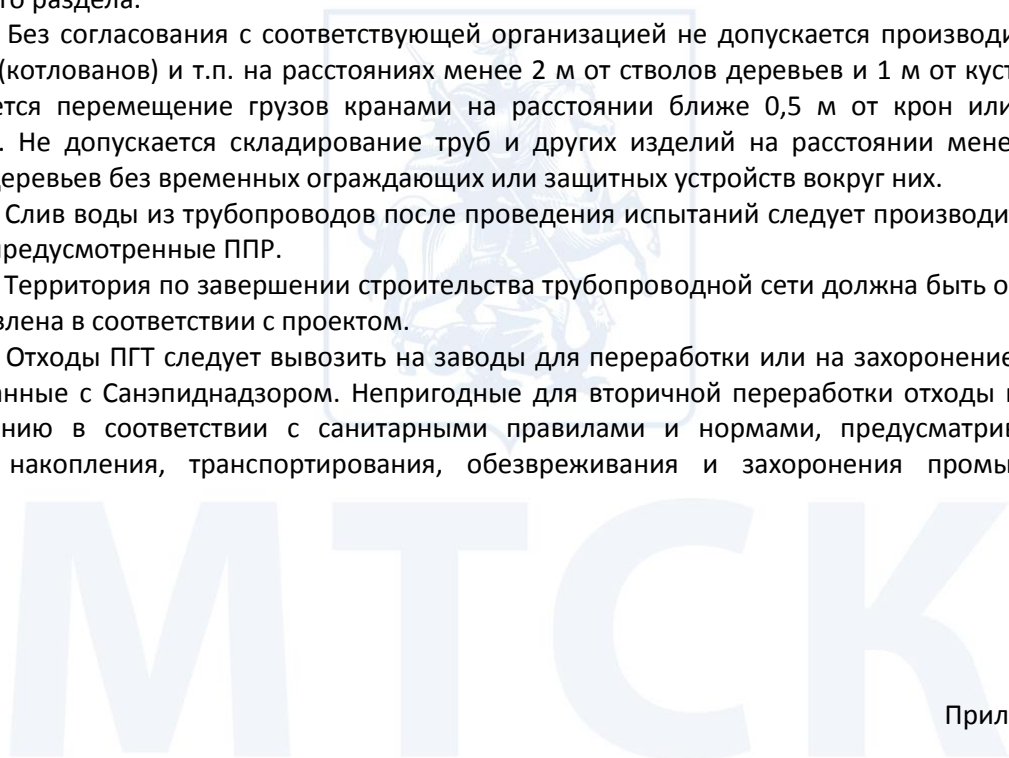 го раздела.
Без согласования с соответствующей организацией не допускается производи
(котлованов) и т.п. на расстояниях менее 2 м от стволов деревьев и 1 м от куст
ется перемещение грузов кранами на расстоянии ближе 0,5 м от крон или
. Не допускается складирование труб и других изделий на расстоянии мене
деревьев без временных ограждающих или защитных устройств вокруг них.
Слив воды из трубопроводов после проведения испытаний следует производи
предусмотренные ППР.
Территория по завершении строительства трубопроводной сети должна быть о
влена в соответствии с проектом.
Отходы ПГТ следует вывозить на заводы для переработки или на захоронение
анные с Санэпиднадзором. Непригодные для вторичной переработки отходы
нию в соответствии с санитарными правилами и нормами, предусматрив
накопления, транспортирования, обезвреживания и захоронения промы
МТСК
Прил